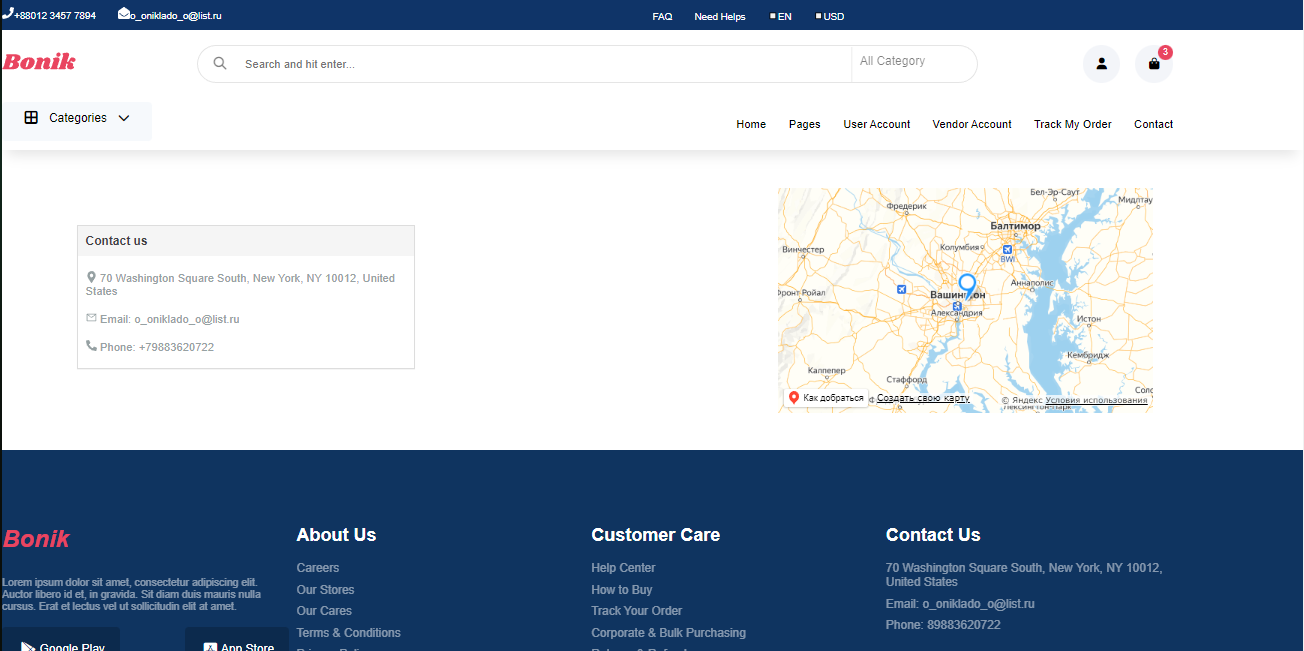 +88012 3457 7894
o_oniklado_o@list.ru
FAQ
Need Helps
EN
USD
Bonik
Search and hit enter...
All Category
3
Categories
Home
Pages
User Account
Vendor Account
Track My Order
Contact
Contact us
70 Washington Square South, New York, NY 10012, United
States
Email: o_oniklado_o@list.ru
Phone: +79883620722
Бел-Эр-Саут
Мидлтау
Фредерик
Балтимор
Колумбия
Винчестер
BWI
Аннаполис
Фронт Ройал
Вашингтон
Александрия
Истон
Кембридж
Калпепер
Стаффорд
Солс
Как добраться
Создать свою карту
© Яндекс Условия использования
Лексингтон-Парк
Bonik
Lorem ipsum dolor sit amet, consectetur adipiscing elit.
Auctor libero id et, in gravida. Sit diam duis mauris nulla
cursus. Erat et lectus vel ut sollicitudin elit at amet.
Google Play
App Store
About Us
Careers
Our Stores
Our Cares
Terms & Conditions
Customer Care
Help Center
How to Buy
Track Your Order
Corporate & Bulk Purchasing
Contact Us
70 Washington Square South, New York, NY 10012,
United States
Email: o_oniklado_o@list.ru
Phone: 89883620722